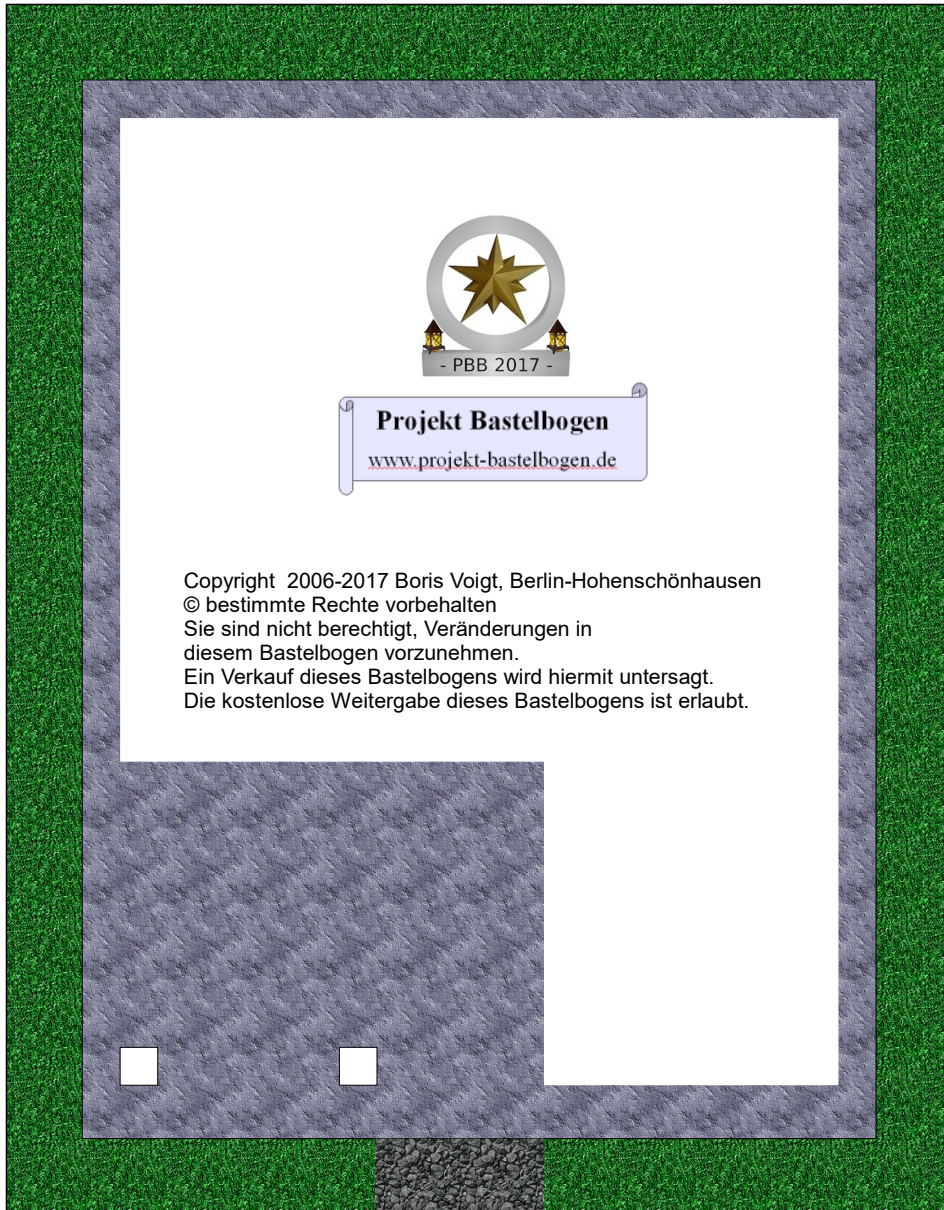 - PBB 2017 -
Projekt Bastelbogen
www.projekt-bastelbogen.de
Copyright  2006-2017 Boris Voigt, Berlin-Hohenschönhausen
© bestimmte Rechte vorbehalten
Sie sind nicht berechtigt, Veränderungen in
diesem Bastelbogen vorzunehmen.
Ein Verkauf dieses Bastelbogens wird hiermit untersagt.
Die kostenlose Weitergabe dieses Bastelbogens ist erlaubt.